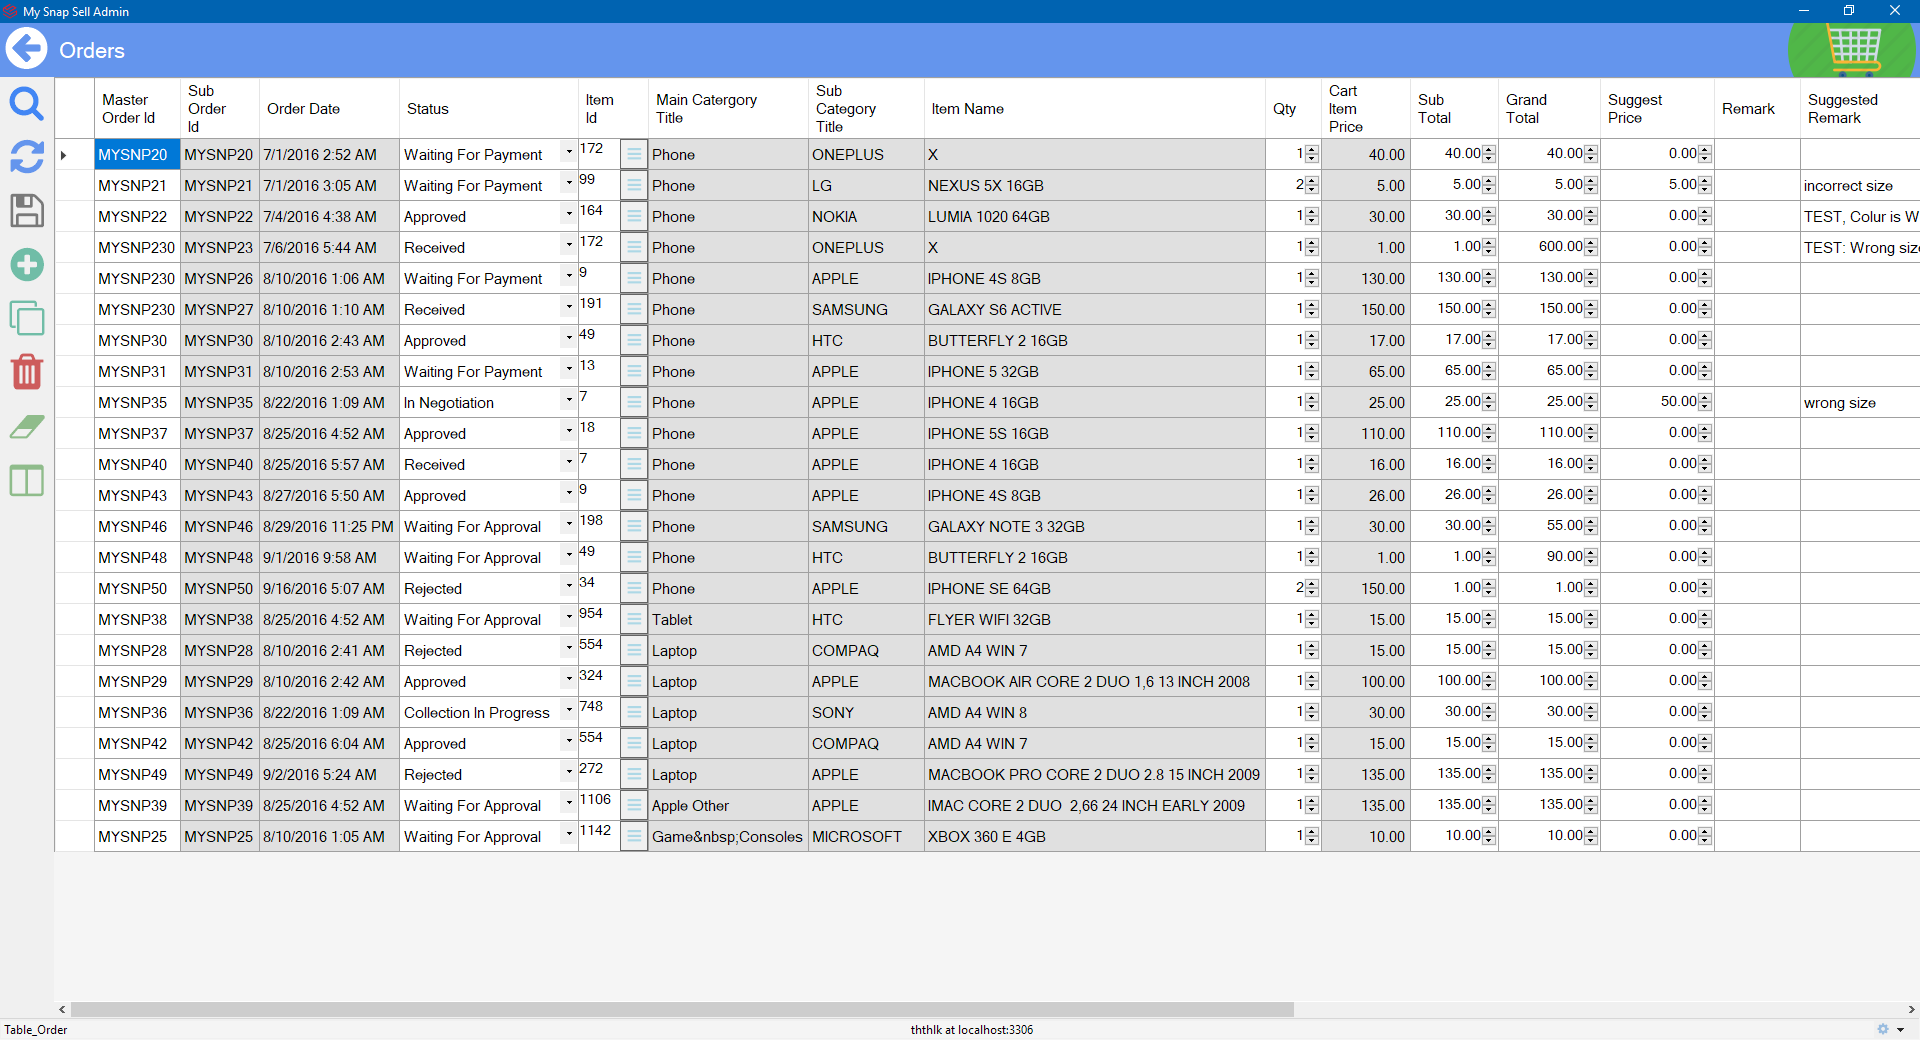 My Snap Sell Admin
Orders
Master Order Id	Sub Order Id	Order Date	Status	Item Id	Main Catergory Title	Sub Category Title	Item Name	Qty	Cart Item Price	Sub Total	Grand Total	Suggest Price	Remark	Suggested Remark
MYSNP20	MYSNP20	7/1/2016 2:52 AM	Waiting For Payment	172	Phone	ONEPLUS	X	1	40.00	40.00	40.00	0.00
MYSNP21	MYSNP21	7/1/2016 3:05 AM	Waiting For Payment	99	Phone	LG	NEXUS 5X 16GB	2	5.00	5.00	5.00	5.00	incorrect size
MYSNP22	MYSNP22	7/4/2016 4:38 AM	Approved	164	Phone	NOKIA	LUMIA 1020 64GB	1	30.00	30.00	30.00	0.00	TEST, Colur is W
MYSNP230	MYSNP23	7/6/2016 5:44 AM	Received	172	Phone	ONEPLUS	X	1	1.00	1.00	600.00	0.00	TEST: Wrong size
MYSNP230	MYSNP26	8/10/2016 1:06 AM	Waiting For Payment	9	Phone	APPLE	IPHONE 4S 8GB	1	130.00	130.00	130.00	0.00
MYSNP230	MYSNP27	8/10/2016 1:10 AM	Received	191	Phone	SAMSUNG	GALAXY S6 ACTIVE	1	150.00	150.00	150.00	0.00
MYSNP30	MYSNP30	8/10/2016 2:43 AM	Approved	49	Phone	HTC	BUTTERFLY 2 16GB	1	17.00	17.00	17.00	0.00
MYSNP31	MYSNP31	8/10/2016 2:53 AM	Waiting For Payment	13	Phone	APPLE	IPHONE 5 32GB	1	65.00	65.00	65.00	0.00
MYSNP35	MYSNP35	8/22/2016 1:09 AM	In Negotiation	7	Phone	APPLE	IPHONE 4 16GB	1	25.00	25.00	25.00	50.00	wrong size
MYSNP37	MYSNP37	8/25/2016 4:52 AM	Approved	18	Phone	APPLE	IPHONE 5S 16GB	1	110.00	110.00	110.00	0.00
MYSNP40	MYSNP40	8/25/2016 5:57 AM	Received	7	Phone	APPLE	IPHONE 4 16GB	1	16.00	16.00	16.00	0.00
MYSNP43	MYSNP43	8/27/2016 5:50 AM	Approved	9	Phone	APPLE	IPHONE 4S 8GB	1	26.00	26.00	26.00	0.00
MYSNP46	MYSNP46	8/29/2016 11:25 PM	Waiting For Approval	198	Phone	SAMSUNG	GALAXY NOTE 3 32GB	1	30.00	30.00	55.00	0.00
MYSNP48	MYSNP48	9/1/2016 9:58 AM	Waiting For Approval	49	Phone	HTC	BUTTERFLY 2 16GB	1	1.00	1.00	90.00	0.00
MYSNP50	MYSNP50	9/16/2016 5:07 AM	Rejected	34	Phone	APPLE	IPHONE SE 64GB	2	150.00	1.00	1.00	0.00
MYSNP38	MYSNP38	8/25/2016 4:52 AM	Waiting For Approval	954	Tablet	HTC	FLYER WIFI 32GB	1	15.00	15.00	15.00	0.00
MYSNP28	MYSNP28	8/10/2016 2:41 AM	Rejected	554	Laptop	COMPAQ	AMD A4 WIN 7	1	15.00	15.00	15.00	0.00
MYSNP29	MYSNP29	8/10/2016 2:42 AM	Approved	324	Laptop	APPLE	MACBOOK AIR CORE 2 DUO 1,6 13 INCH 2008	1	100.00	100.00	100.00	0.00
MYSNP36	MYSNP36	8/22/2016 1:09 AM	Collection In Progress	748	Laptop	SONY	AMD A4 WIN 8	1	30.00	30.00	30.00	0.00
MYSNP42	MYSNP42	8/25/2016 6:04 AM	Approved	554	Laptop	COMPAQ	AMD A4 WIN 7	1	15.00	15.00	15.00	0.00
MYSNP49	MYSNP49	9/2/2016 5:24 AM	Rejected	272	Laptop	APPLE	MACBOOK PRO CORE 2 DUO 2.8 15 INCH 2009	1	135.00	135.00	135.00	0.00
MYSNP39	MYSNP39	8/25/2016 4:52 AM	Waiting For Approval	1106	Apple Other	APPLE	IMAC CORE 2 DUO  2,66 24 INCH EARLY 2009	1	135.00	135.00	135.00	0.00
MYSNP25	MYSNP25	8/10/2016 1:05 AM	Waiting For Approval	1142	Game&amp;nbsp;Consoles	MICROSOFT	XBOX 360 E 4GB	1	10.00	10.00	10.00	0.00
Table_Order	ththlk at localhost:3306